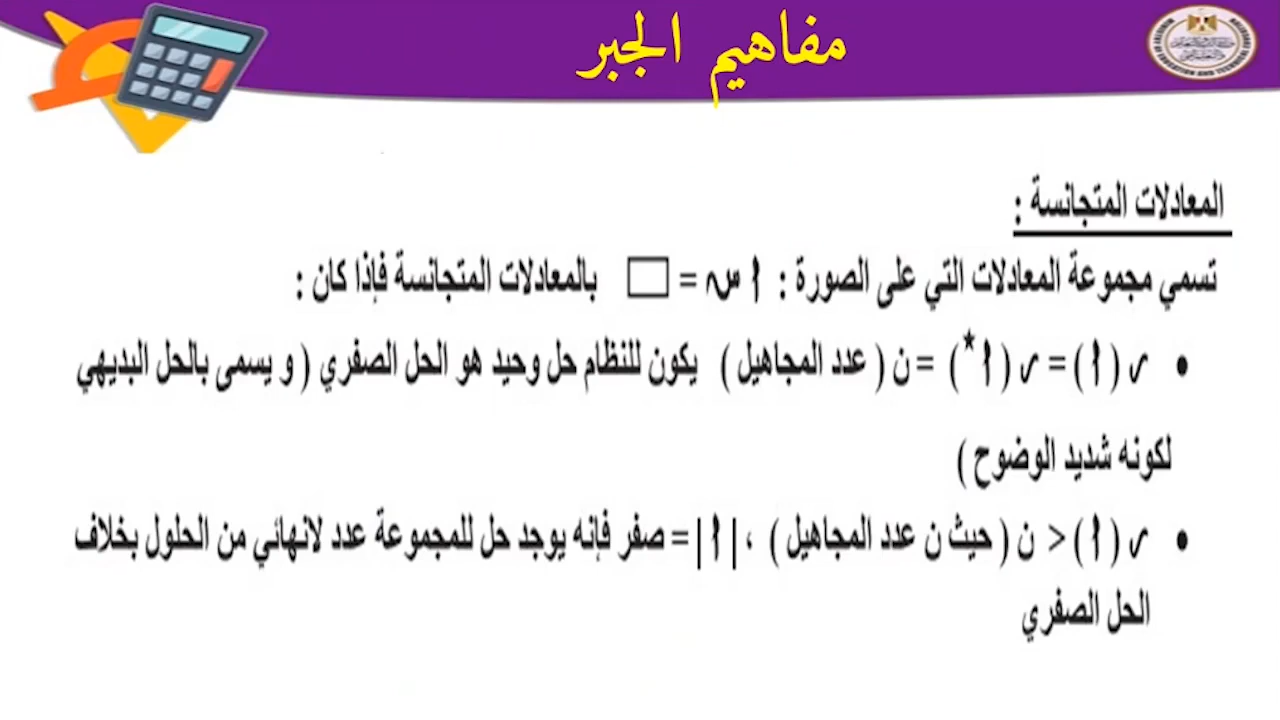 مفاهيم الجبر
المعادلات المتجانسة :
تسمي مجموعة المعادلات التي على الصورة : أ س = □ بالمعادلات المتجانسة فإذا كان :
• ر ( أ ) = ر ( أ* ) = ن ( عدد المجاهيل ) يكون للنظام حل وحيد هو الحل الصفري ( و يسمى بالحل البديهي
لكونه شديد الوضوح )
• ر ( أ ) > ن ( حيث ن عدد المجاهيل ) ، | أ | = صفر فإنه يوجد حل للمجموعة عدد لانهائي من الحلول بخلاف
الحل الصفري